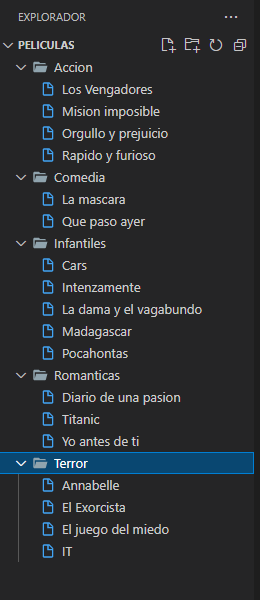 EXPLORADOR
PELICULAS
Accion
Los Vengadores
Mision imposible
Orgullo y prejuicio
Rapido y furioso
Comedia
La mascara
Que paso ayer
Infantiles
Cars
Intenzamente
La dama y el vagabundo
Madagascar
Pocahontas
Romanticas
Diario de una pasion
Titanic
Yo antes de ti
Terror
Annabelle
El Exorcista
El juego del miedo
IT